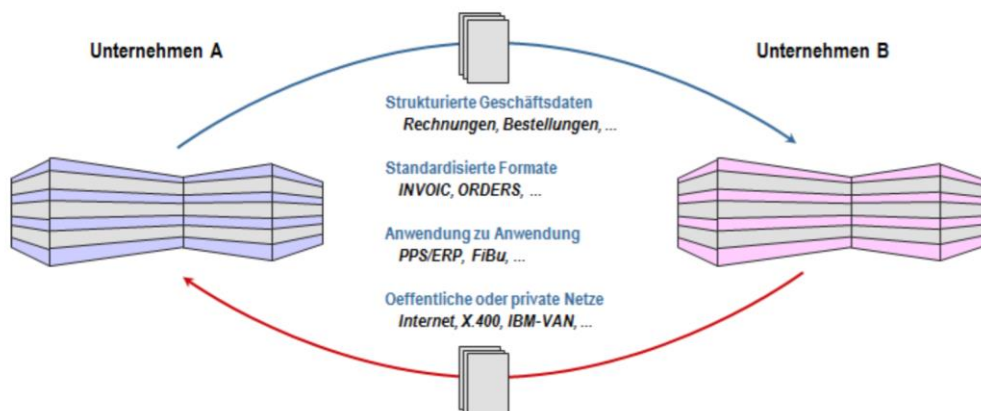 Unternehmen A
Unternehmen B
Strukturierte Geschäftsdaten
Rechnungen, Bestellungen, ...
Standardisierte Formate
INVOIC, ORDERS, ...
Anwendung zu Anwendung
PPS/ERP, FiBu, ...
Oeffentliche oder private Netze
Internet, X.400, IBM-VAN, ...